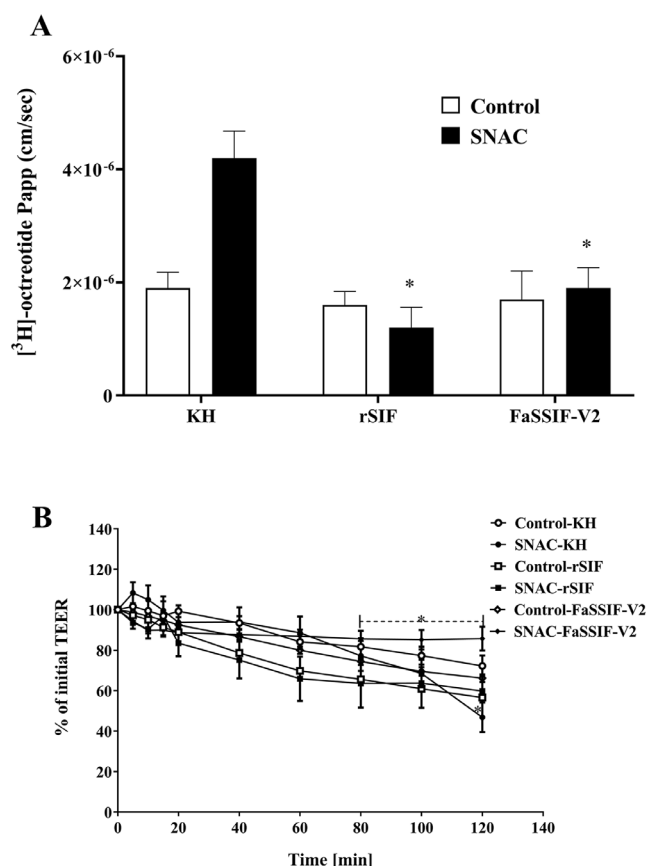 A
[³H]-octreotide Papp (cm/sec)
6×10⁻⁶
4×10⁻⁶
2×10⁻⁶
0
Control
SNAC
*
*
KH
rSIF
FaSSIF-V2
B
% of initial TEER
140
120
100
80
60
40
20
0
Control-KH
SNAC-KH
Control-rSIF
SNAC-rSIF
Control-FaSSIF-V2
SNAC-FaSSIF-V2
*
*
0 20 40 60 80 100 120 140
Time [min]